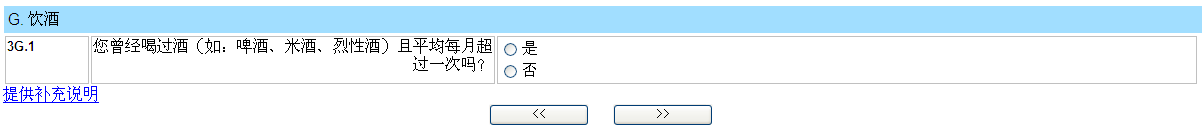 G. 饮酒
3G.1
您曾经喝过酒（如：啤酒、米酒、烈性酒）且平均每月超
过一次吗？
是
否
提供补充说明
<<
>>